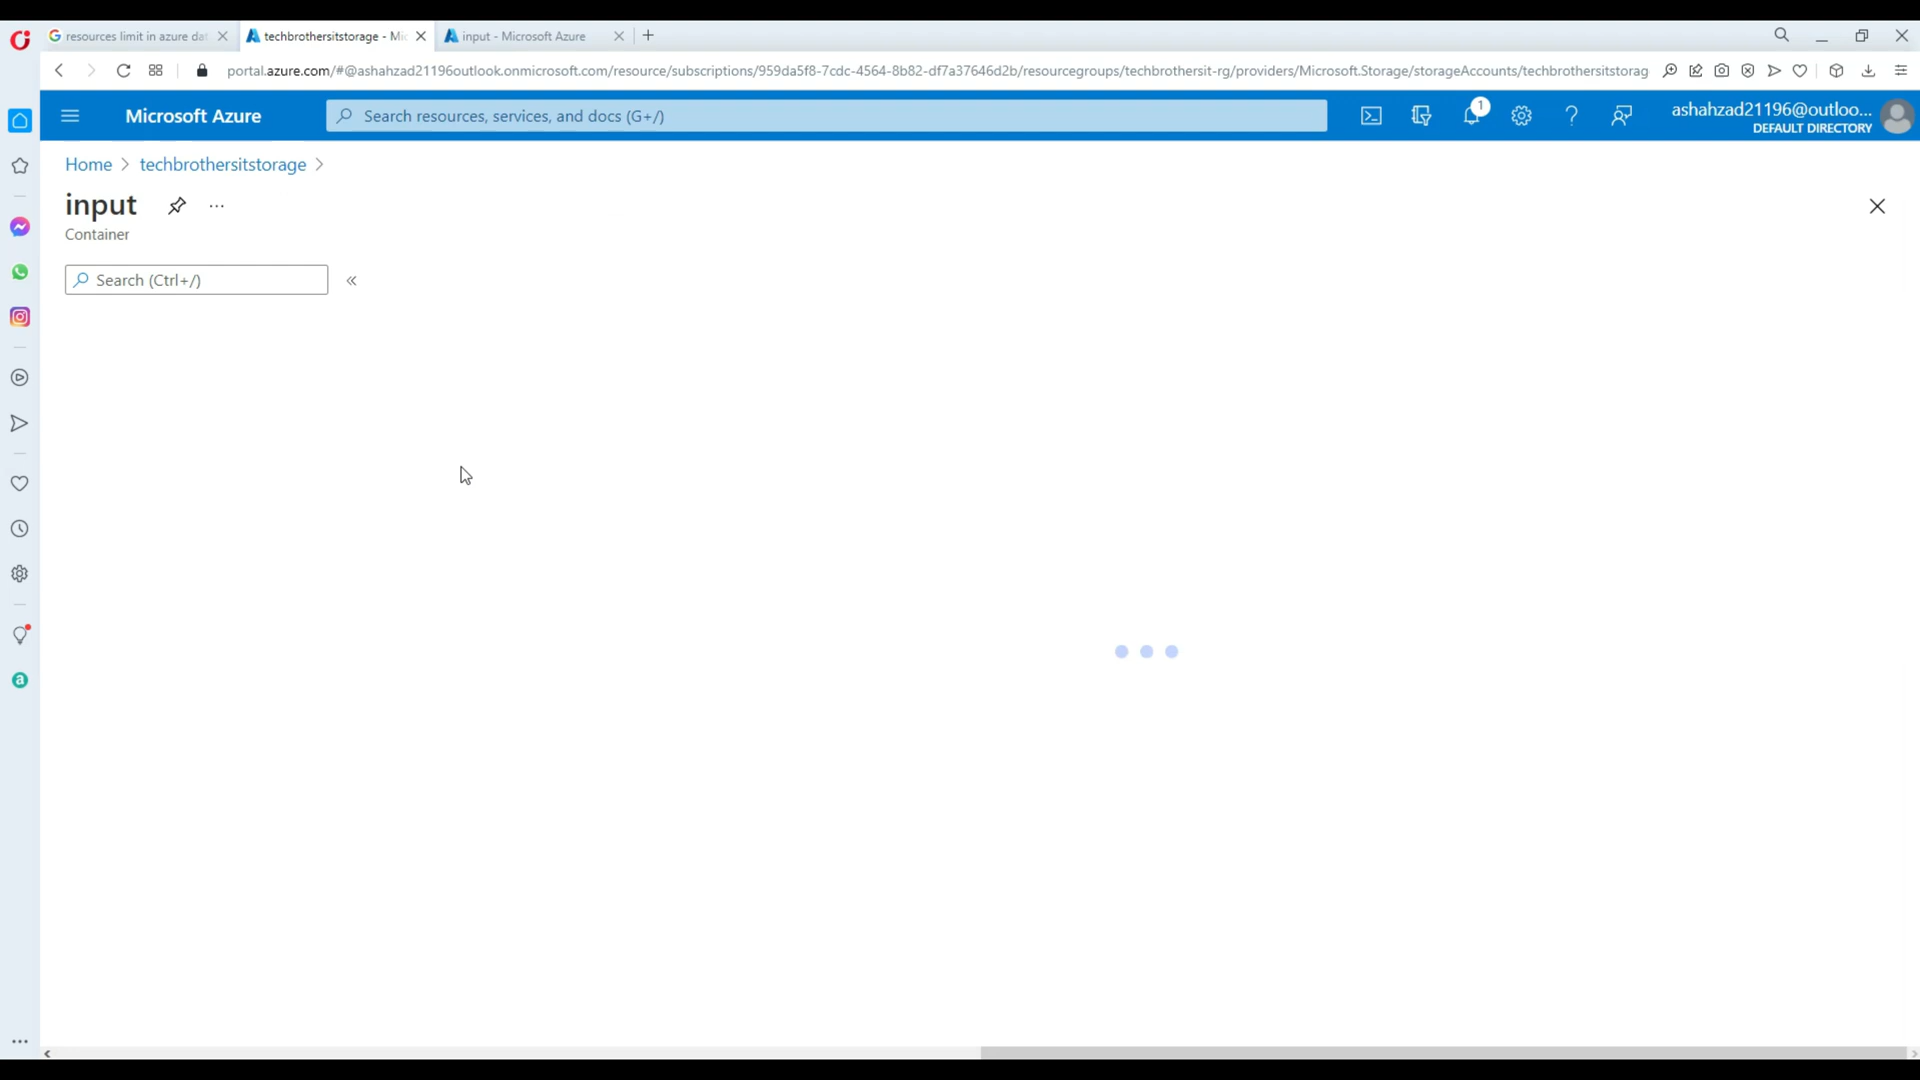 resources limit in azure da
techbrothersitstorage - Mi
input - Microsoft Azure
portal.azure.com/#@ashahzad21196outlook.onmicrosoft.com/resource/subscriptions/959da5f8-7cdc-4564-8b82-df7a37646d2b/resourcegroups/techbrothersit-rg/providers/Microsoft.Storage/storageAccounts/techbrothersitstorag
Microsoft Azure
Search resources, services, and docs (G+/)
1
ashahzad21196@outloo...
DEFAULT DIRECTORY
Home > techbrothersitstorage >
input
Container
Search (Ctrl+/)